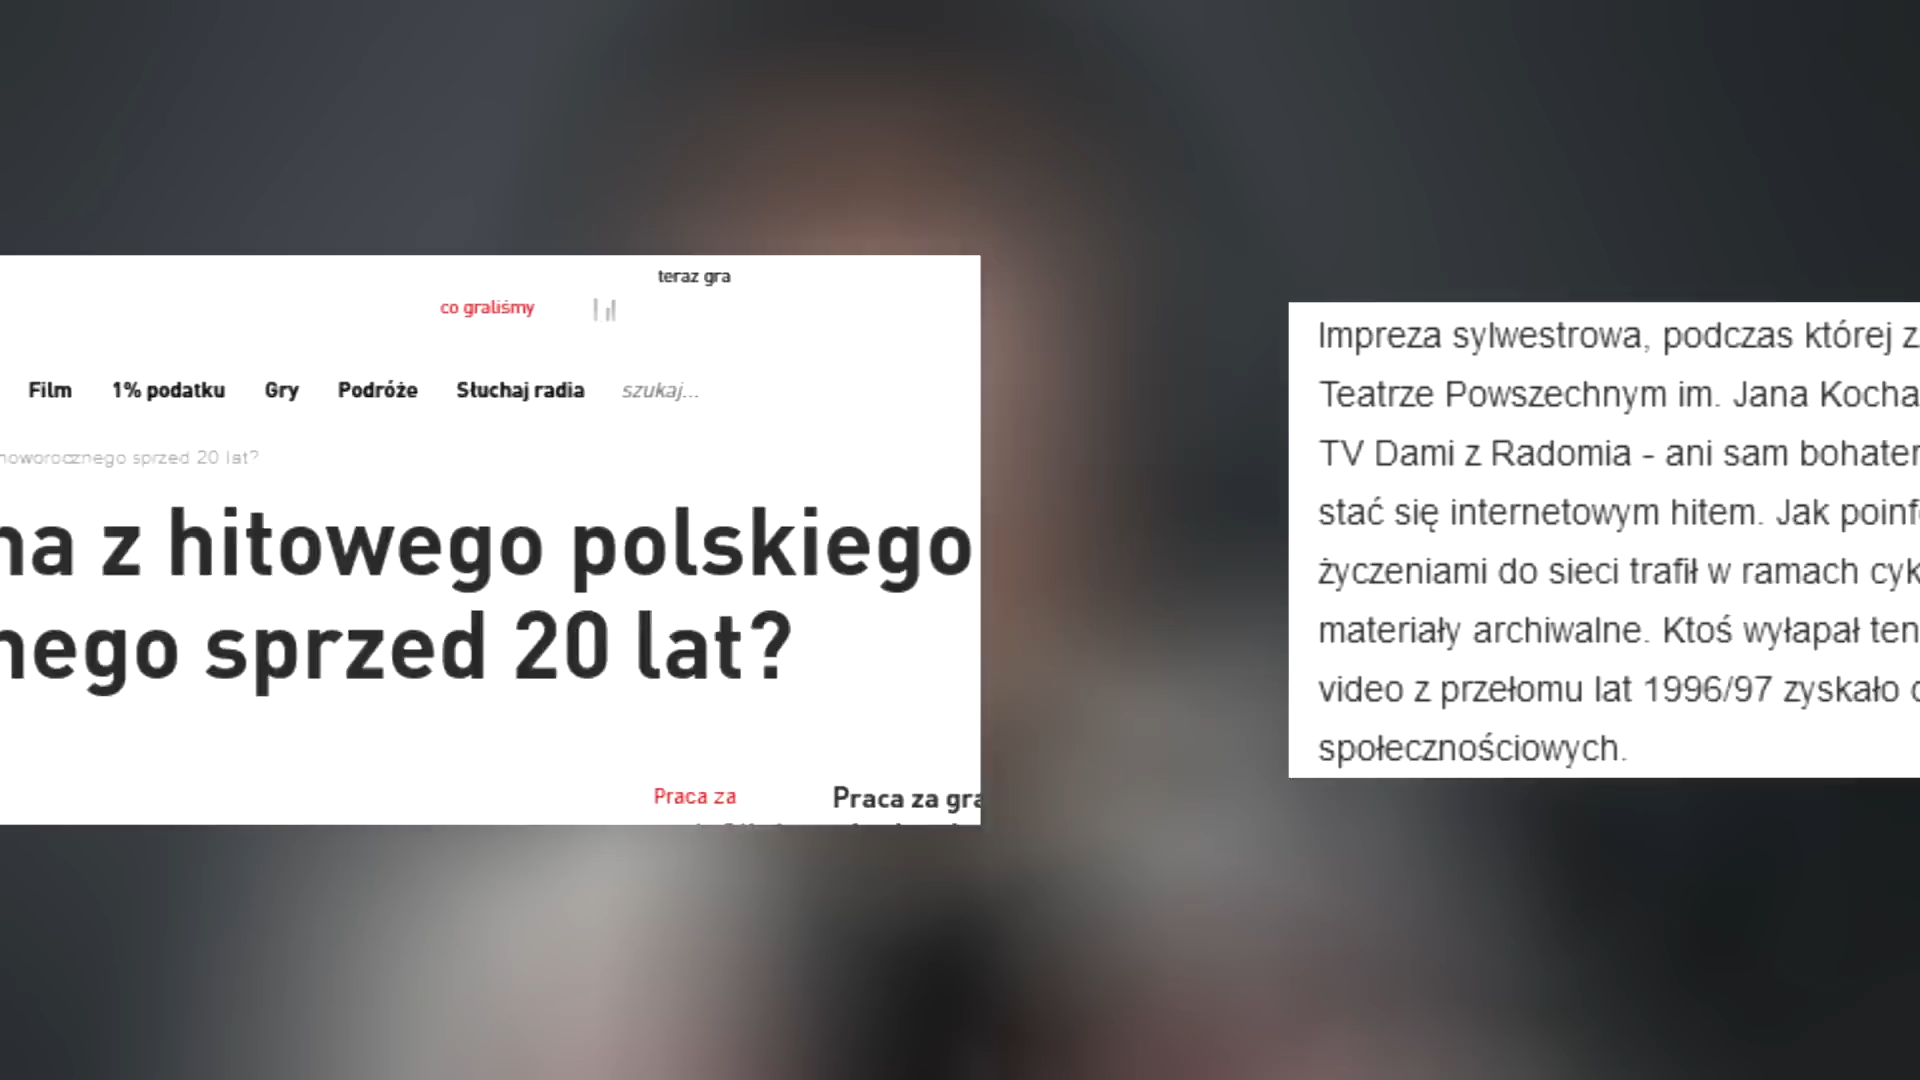 teraz gra
co graliśmy
Film 1% podatku Gry Podróże Słuchaj radia szukaj...
noworocznego sprzed 20 lat?
na z hitowego polskiego
nego sprzed 20 lat?
Praca za Praca za gra
Impreza sylwestrowa, podczas której z
Teatrze Powszechnym im. Jana Kocha
TV Dami z Radomia - ani sam bohater
stać się internetowym hitem. Jak poinf
życzeniami do sieci trafił w ramach cyk
materiały archiwalne. Ktoś wyłapał ten
video z przełomu lat 1996/97 zyskało
społecznościowych.